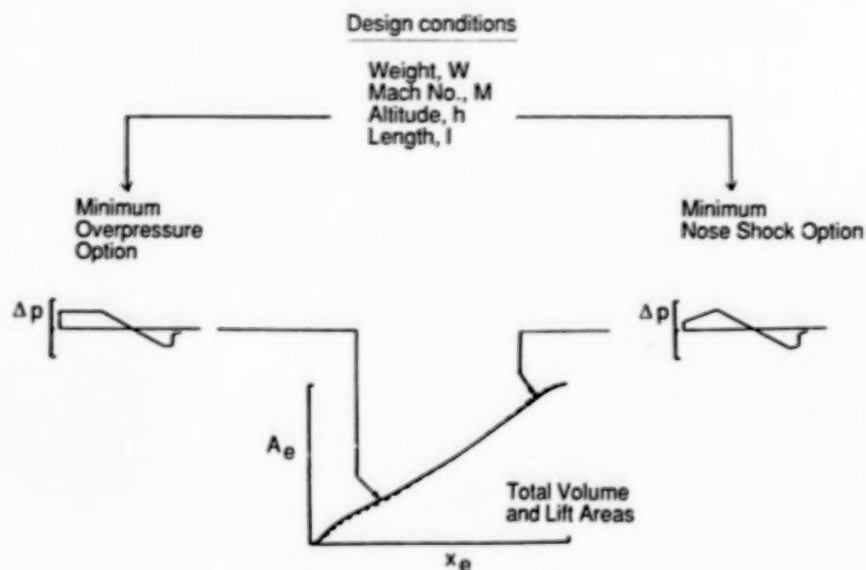 Design conditions
Weight, W
Mach No., M
Altitude, h
Length, l
Minimum
Overpressure
Option
Minimum
Nose Shock Option
Δp
Δp
Ae
Total Volume
and Lift Areas
xe